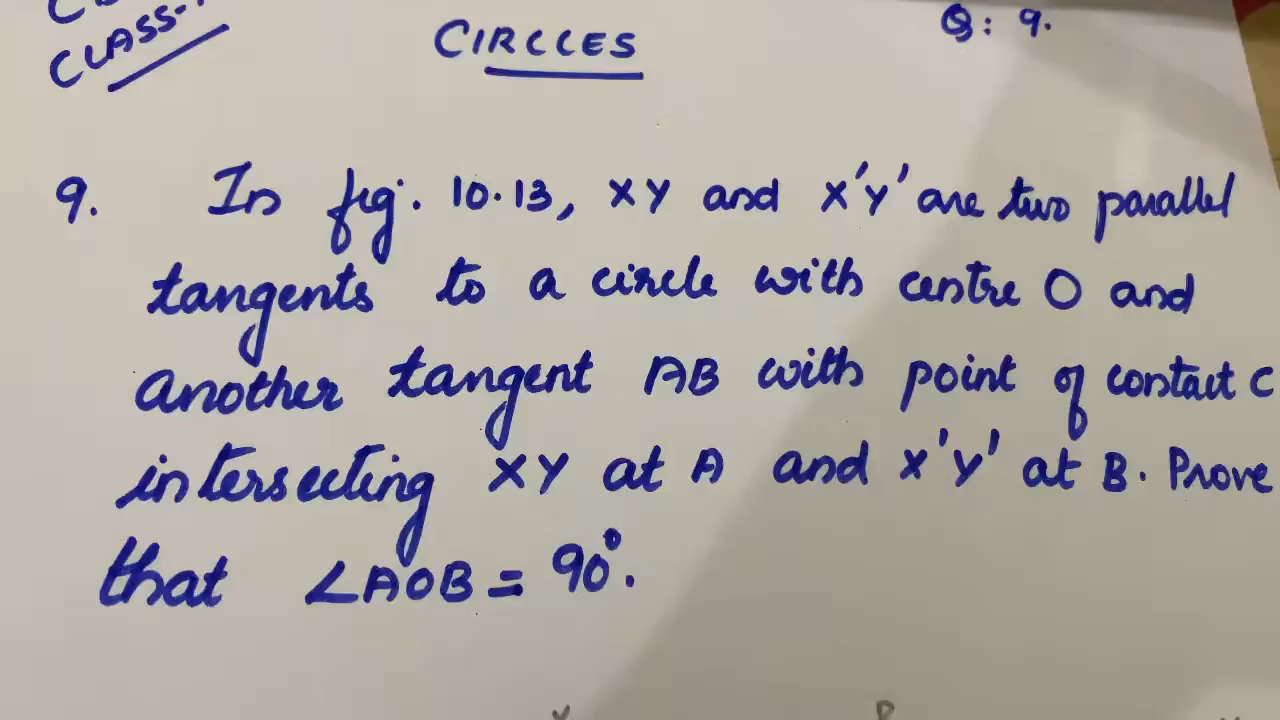 CLASS-
CIRCLES
Q: 9.
9. In fig. 10.13, XY and X'Y' are two parallel
tangents to a circle with centre O and
another tangent AB with point of contact C
intersecting XY at A and X'Y' at B. Prove
that ∠AOB = 90°.